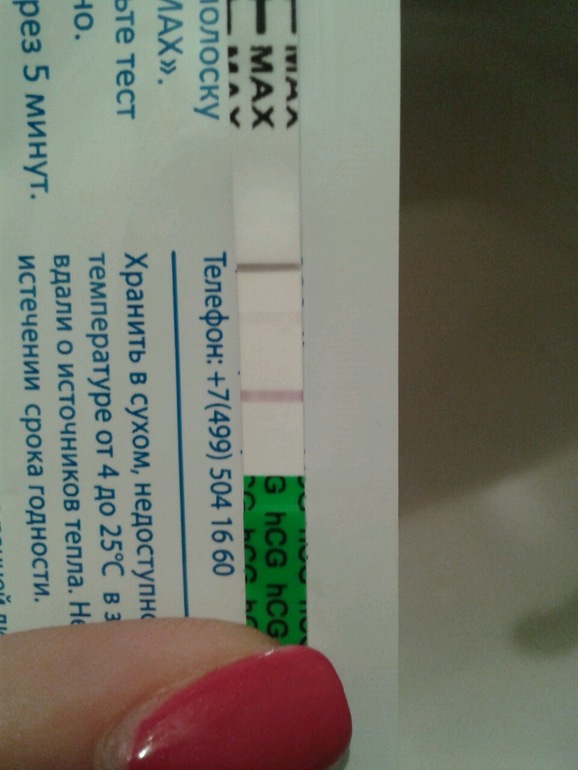 MAX
hCG hCG hCG
полоску
MAX».
ьте тест
но.
рез 5 минут.
Телефон: +7(499) 504 16 60
Хранить в сухом, недоступно
температуре от 4 до 25°C в з
вдали о источников тепла. Не
истечении срока годности.